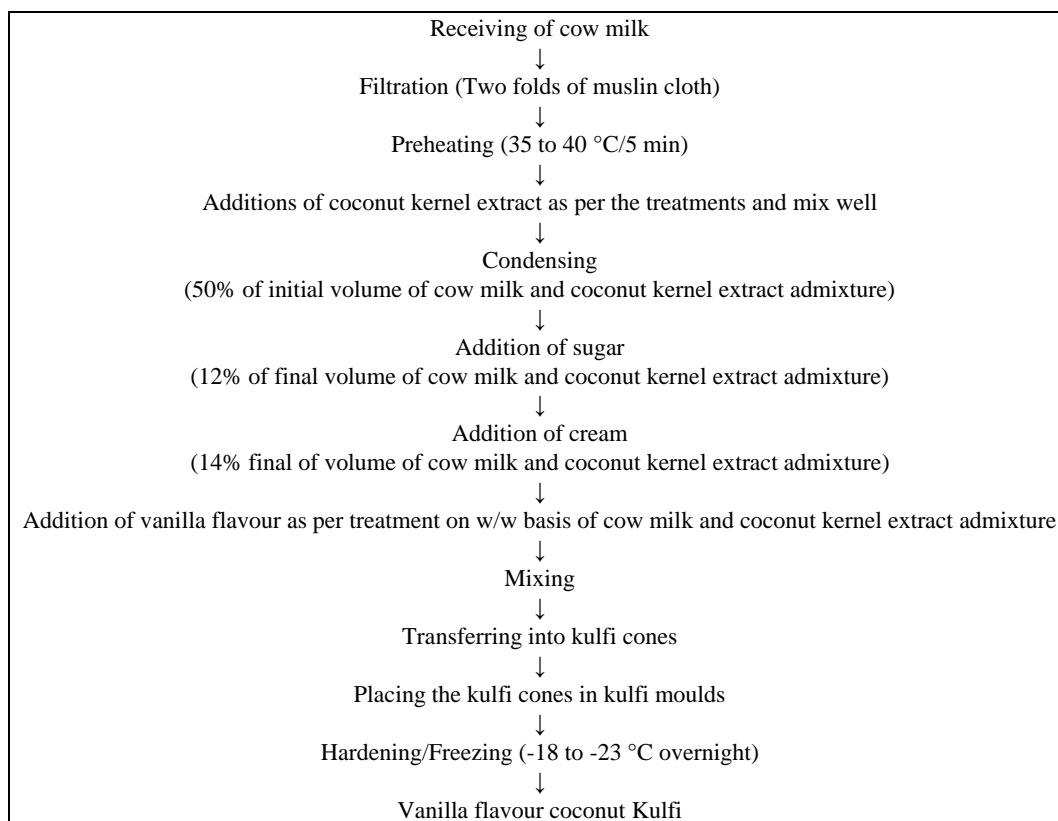 Receiving of cow milk
↓
Filtration (Two folds of muslin cloth)
↓
Preheating (35 to 40 °C/5 min)
↓
Additions of coconut kernel extract as per the treatments and mix well
↓
Condensing
(50% of initial volume of cow milk and coconut kernel extract admixture)
↓
Addition of sugar
(12% of final volume of cow milk and coconut kernel extract admixture)
↓
Addition of cream
(14% final of volume of cow milk and coconut kernel extract admixture)
↓
Addition of vanilla flavour as per treatment on w/w basis of cow milk and coconut kernel extract admixture
↓
Mixing
↓
Transferring into kulfi cones
↓
Placing the kulfi cones in kulfi moulds
↓
Hardening/Freezing (-18 to -23 °C overnight)
↓
Vanilla flavour coconut Kulfi